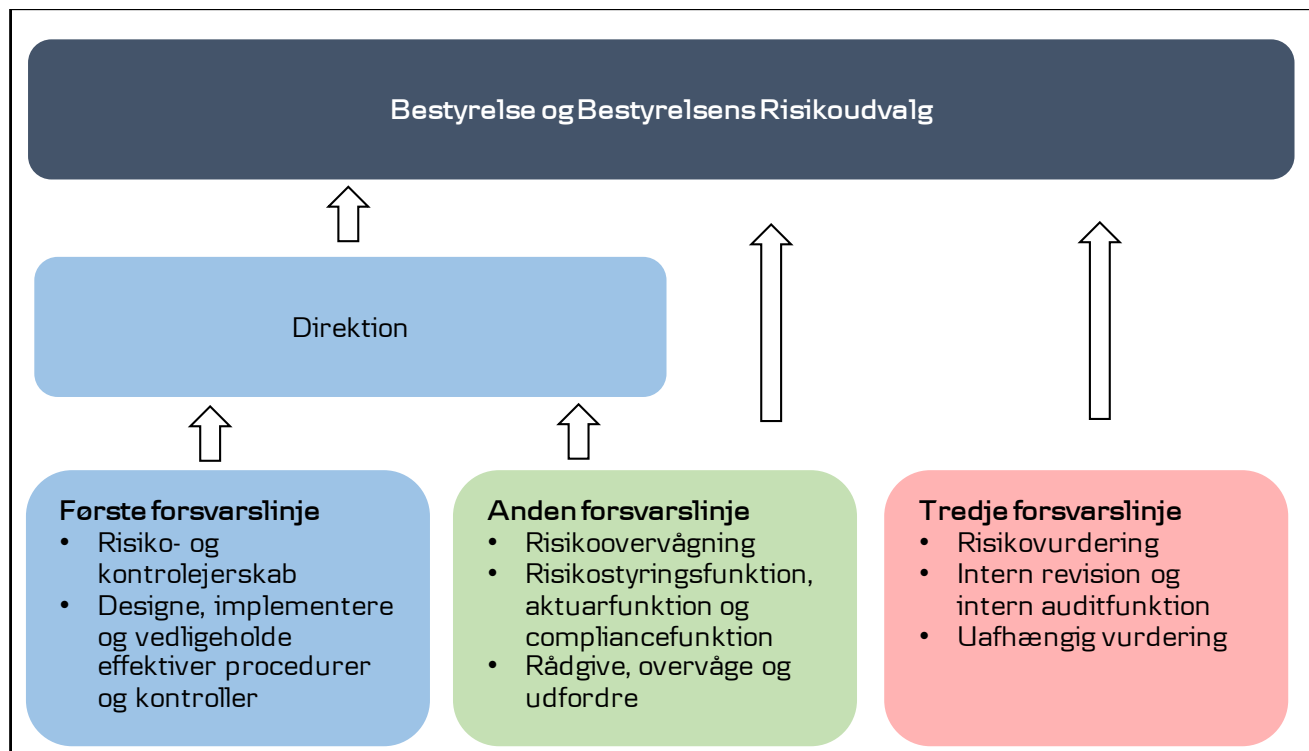 Bestyrelse og Bestyrelsens Risikoudvalg
Direktion
Første forsvarslinje
• Risiko- og
kontrolejerskab
• Designe, implementere
og vedligeholde
effektiver procedurer
og kontroller
Anden forsvarslinje
• Risikoovervågning
• Risikostyringsfunktion,
aktuarfunktion og
compliancefunktion
• Rådgive, overvåge og
udfordre
Tredje forsvarslinje
• Risikovurdering
• Intern revision og
intern auditfunktion
• Uafhængig vurdering